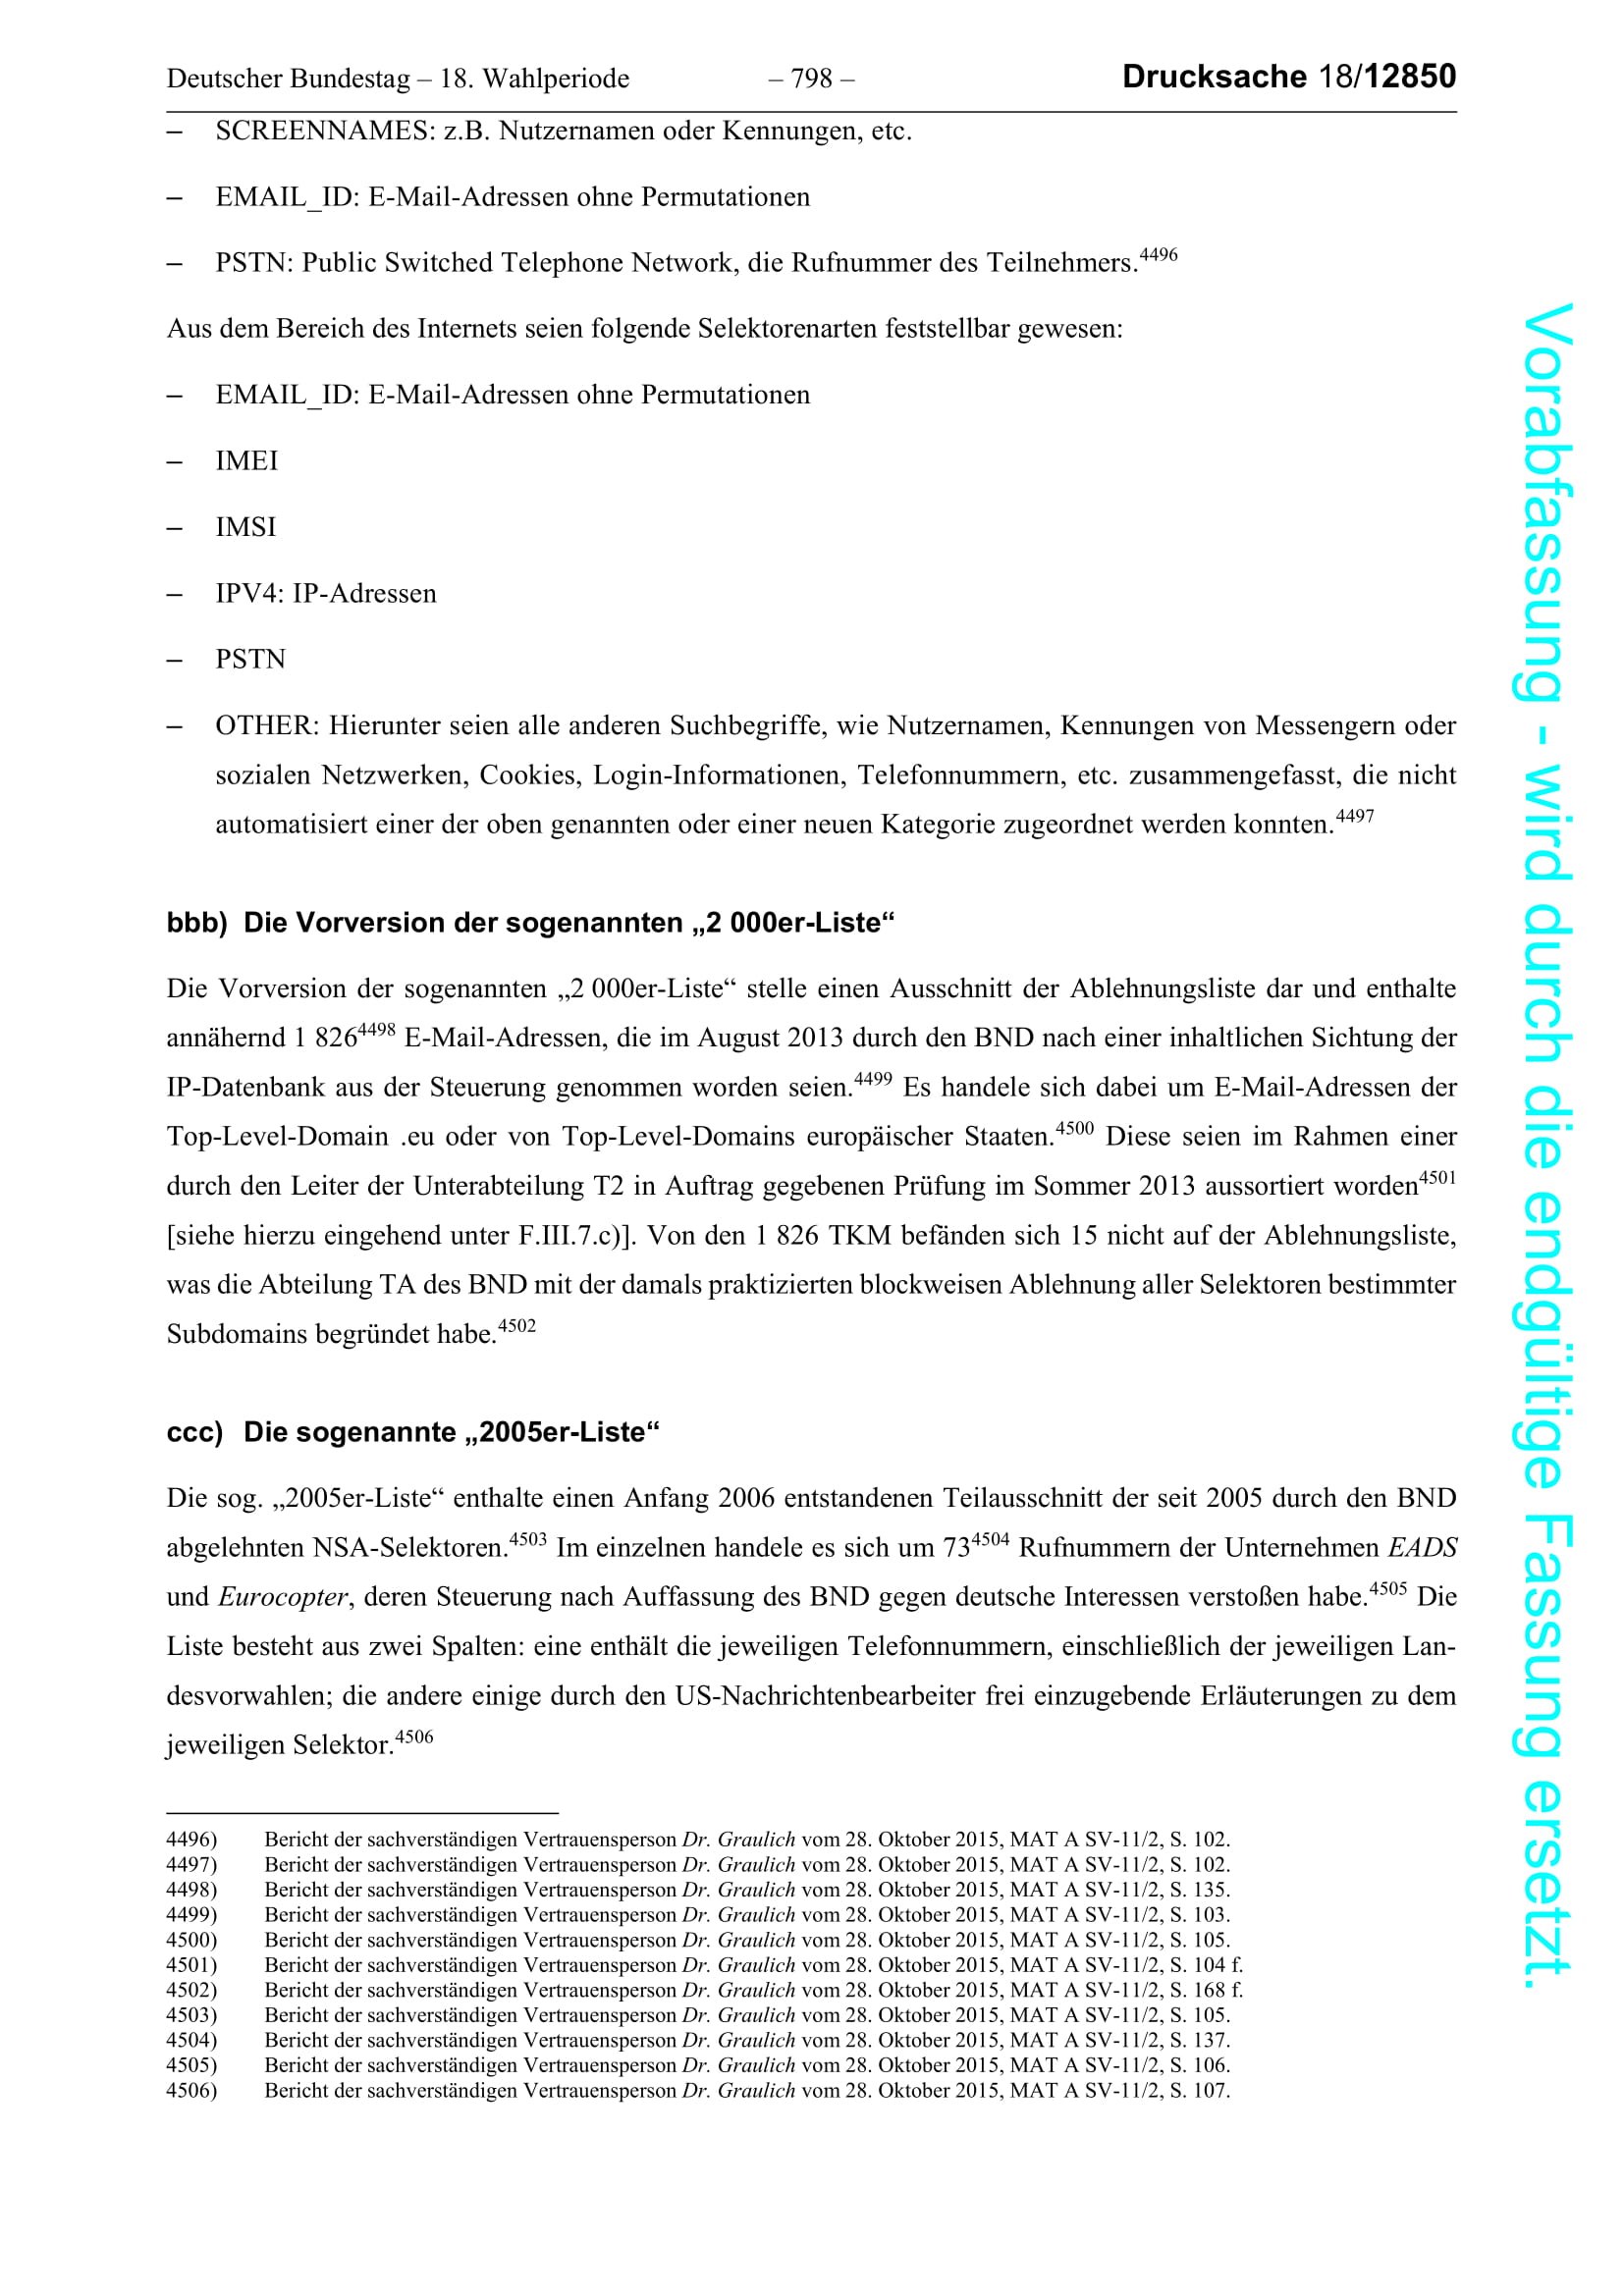 Deutscher Bundestag – 18. Wahlperiode – 798 – Drucksache 18/12850
– SCREENNAMES: z.B. Nutzernamen oder Kennungen, etc.
– EMAIL_ID: E-Mail-Adressen ohne Permutationen
– PSTN: Public Switched Telephone Network, die Rufnummer des Teilnehmers.4496
Aus dem Bereich des Internets seien folgende Selektorenarten feststellbar gewesen:
– EMAIL_ID: E-Mail-Adressen ohne Permutationen
– IMEI
– IMSI
– IPV4: IP-Adressen
– PSTN
– OTHER: Hierunter seien alle anderen Suchbegriffe, wie Nutzernamen, Kennungen von Messengern oder
sozialen Netzwerken, Cookies, Login-Informationen, Telefonnummern, etc. zusammengefasst, die nicht
automatisiert einer der oben genannten oder einer neuen Kategorie zugeordnet werden konnten.4497
bbb) Die Vorversion der sogenannten „2 000er-Liste“
Die Vorversion der sogenannten „2 000er-Liste“ stelle einen Ausschnitt der Ablehnungsliste dar und enthalte
annähernd 1 8264498 E-Mail-Adressen, die im August 2013 durch den BND nach einer inhaltlichen Sichtung der
IP-Datenbank aus der Steuerung genommen worden seien.4499 Es handele sich dabei um E-Mail-Adressen der
Top-Level-Domain .eu oder von Top-Level-Domains europäischer Staaten.4500 Diese seien im Rahmen einer
durch den Leiter der Unterabteilung T2 in Auftrag gegebenen Prüfung im Sommer 2013 aussortiert worden4501
[siehe hierzu eingehend unter F.III.7.c)]. Von den 1 826 TKM befänden sich 15 nicht auf der Ablehnungsliste,
was die Abteilung TA des BND mit der damals praktizierten blockweisen Ablehnung aller Selektoren bestimmter
Subdomains begründet habe.4502
ccc) Die sogenannte „2005er-Liste“
Die sog. „2005er-Liste“ enthalte einen Anfang 2006 entstandenen Teilausschnitt der seit 2005 durch den BND
abgelehnten NSA-Selektoren.4503 Im einzelnen handele es sich um 734504 Rufnummern der Unternehmen EADS
und Eurocopter, deren Steuerung nach Auffassung des BND gegen deutsche Interessen verstoßen habe.4505 Die
Liste besteht aus zwei Spalten: eine enthält die jeweiligen Telefonnummern, einschließlich der jeweiligen Lan-
desvorwahlen; die andere einige durch den US-Nachrichtenbearbeiter frei einzugebende Erläuterungen zu dem
jeweiligen Selektor.4506
4496) Bericht der sachverständigen Vertrauensperson Dr. Graulich vom 28. Oktober 2015, MAT A SV-11/2, S. 102.
4497) Bericht der sachverständigen Vertrauensperson Dr. Graulich vom 28. Oktober 2015, MAT A SV-11/2, S. 102.
4498) Bericht der sachverständigen Vertrauensperson Dr. Graulich vom 28. Oktober 2015, MAT A SV-11/2, S. 135.
4499) Bericht der sachverständigen Vertrauensperson Dr. Graulich vom 28. Oktober 2015, MAT A SV-11/2, S. 103.
4500) Bericht der sachverständigen Vertrauensperson Dr. Graulich vom 28. Oktober 2015, MAT A SV-11/2, S. 105.
4501) Bericht der sachverständigen Vertrauensperson Dr. Graulich vom 28. Oktober 2015, MAT A SV-11/2, S. 104 f.
4502) Bericht der sachverständigen Vertrauensperson Dr. Graulich vom 28. Oktober 2015, MAT A SV-11/2, S. 168 f.
4503) Bericht der sachverständigen Vertrauensperson Dr. Graulich vom 28. Oktober 2015, MAT A SV-11/2, S. 105.
4504) Bericht der sachverständigen Vertrauensperson Dr. Graulich vom 28. Oktober 2015, MAT A SV-11/2, S. 137.
4505) Bericht der sachverständigen Vertrauensperson Dr. Graulich vom 28. Oktober 2015, MAT A SV-11/2, S. 106.
4506) Bericht der sachverständigen Vertrauensperson Dr. Graulich vom 28. Oktober 2015, MAT A SV-11/2, S. 107.
Vorabfassung - wird durch die endgültige Fassung ersetzt.